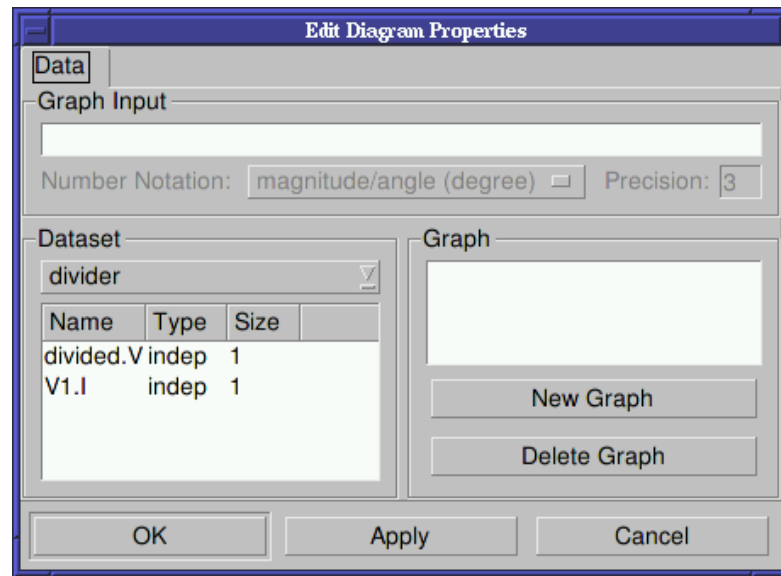 Edit Diagram Properties
Data
Graph Input
Number Notation: magnitude/angle (degree) Precision: 3
Dataset
divider
Name Type Size
divided.V indep 1
V1.I indep 1
Graph
New Graph
Delete Graph
OK Apply Cancel